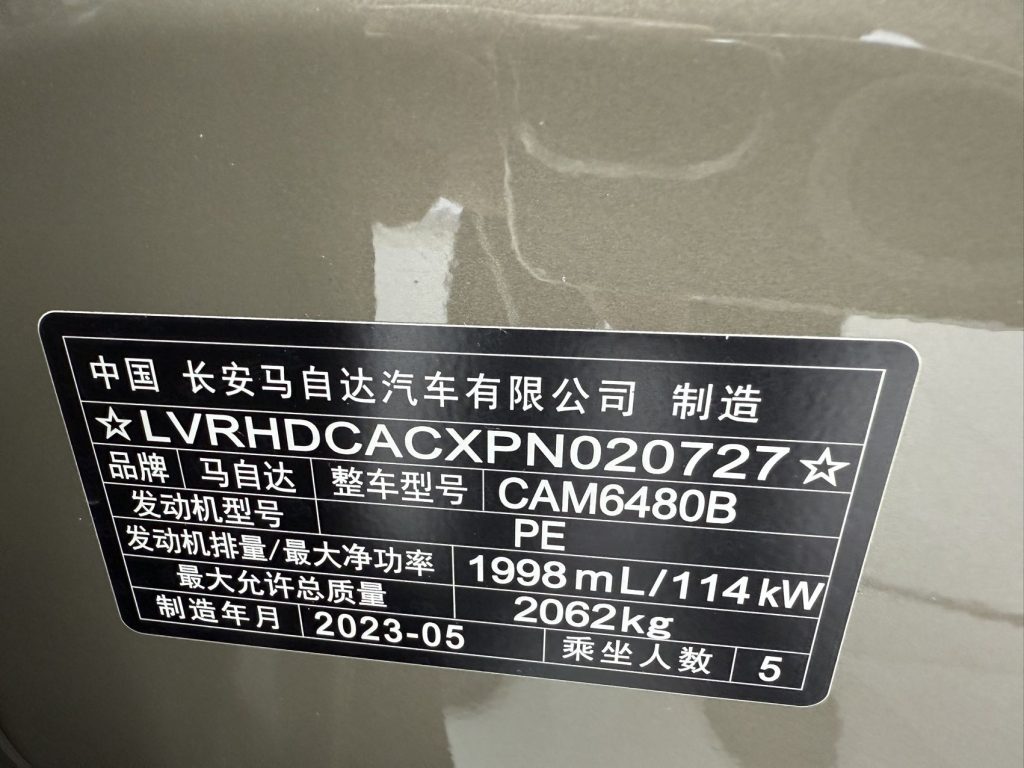 中国 长安马自达汽车有限公司 制造
☆LVRHDCACXPN020727☆
品牌 马自达 整车型号 CAM6480B
发动机型号 PE
发动机排量/最大净功率 1998mL/114kW
最大允许总质量 2062kg
制造年月 2023-05 乘坐人数 5